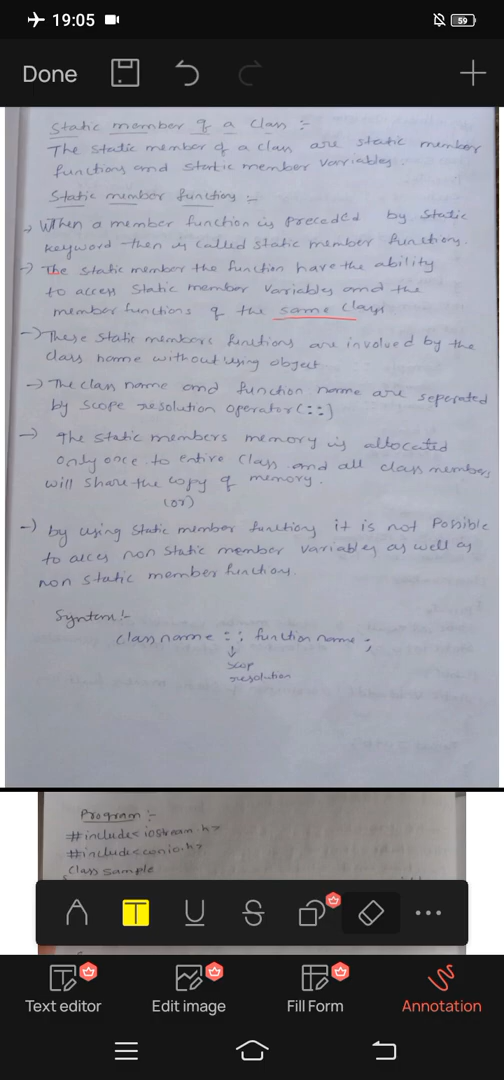 19:05
59
Done
Static member of a class :-
The static member of a class are static member
functions and static member variables.
Static member functions :-
→ When a member function is preceded by static
keyword then is called static member functions.
→ The static member the function have the ability
to access static member variables and the
member functions of the same class
→ These static members functions are involved by the
class name without using object
→ The class name and function name are seperated
by scope resolution operator (::)
→ The static members memory is allocated
only once to entire class and all class members
will share the copy of memory.
(or)
→ by using static member functions it is not possible
to acces non static member variables as well as
non static member functions.
Syntam :-
class name :: function name ;
↓
scop
resolution
Program :-
#include<iostream.h>
#include<conio.h>
class sample
T
U
S
Text editor
Edit image
Fill Form
Annotation